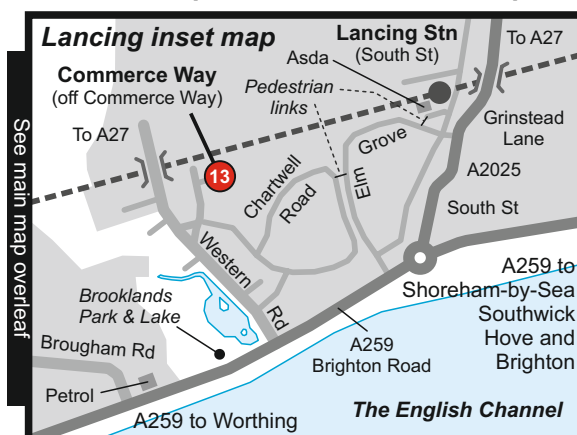 Lancing inset map
Lancing Stn
(South St)
To A27
Asda
Commerce Way
(off Commerce Way)
Pedestrian
links
To A27
Grinstead
Lane
See main map overleaf
13
Grove
Elm
Chartwell
Road
A2025
South St
Western
Rd
A259 to
Shoreham-by-Sea
Southwick
Hove and
Brighton
Brooklands
Park & Lake
Brougham Rd
A259
Brighton Road
Petrol
A259 to Worthing
The English Channel